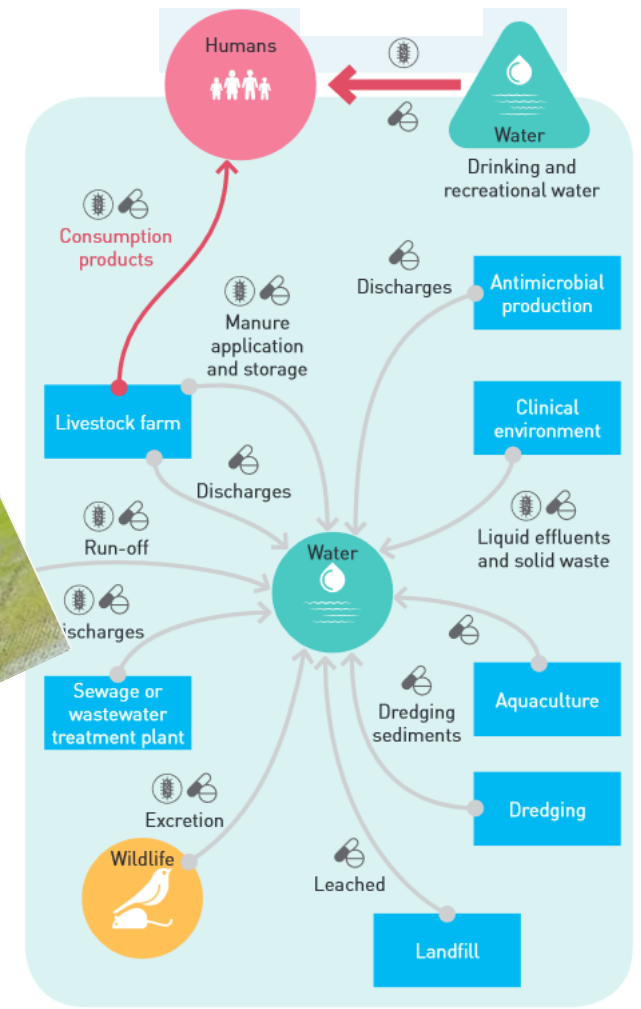 Humans
Water
Drinking and
recreational water
Consumption
products
Discharges
Antimicrobial
production
Manure
application
and storage
Livestock farm
Clinical
environment
Discharges
Liquid effluents
and solid waste
Run-off
Water
ischarges
Sewage or
wastewater
treatment plant
Dredging
sediments
Aquaculture
Dredging
Excretion
Wildlife
Leached
Landfill